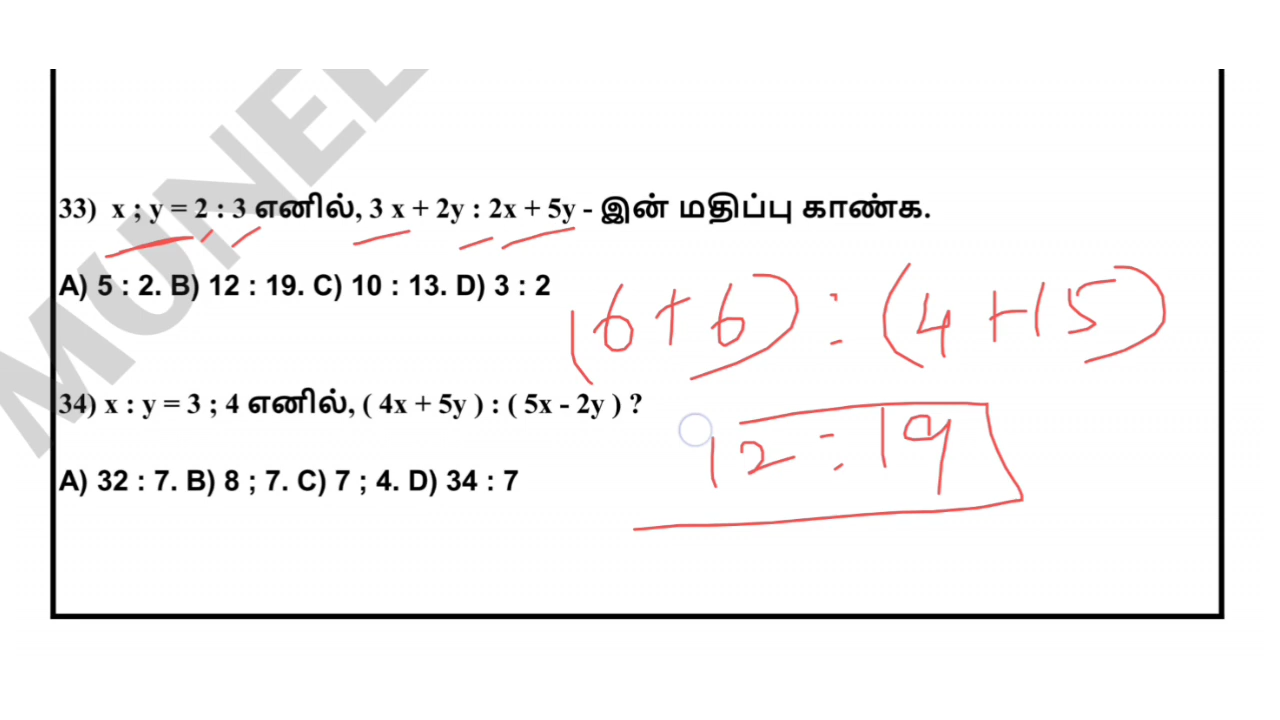 33) x ; y = 2 : 3 எனில், 3 x + 2y : 2x + 5y - இன் மதிப்பு காண்க.
A) 5 : 2. B) 12 : 19. C) 10 : 13. D) 3 : 2
(6+6) : (4+15)
34) x : y = 3 ; 4 எனில், ( 4x + 5y ) : ( 5x - 2y ) ?
12 : 19
A) 32 : 7. B) 8 ; 7. C) 7 ; 4. D) 34 : 7